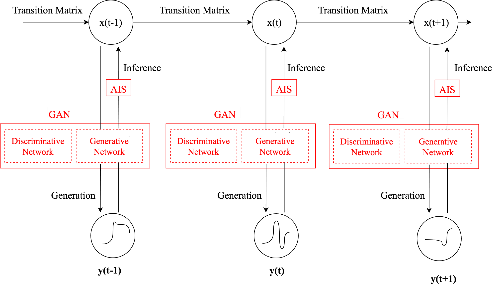 Transition Matrix Transition Matrix Transition Matrix
x(t-1) x(t) x(t+1)
Inference Inference Inference
AIS AIS AIS
GAN GAN GAN
Discriminative Network Generative Network Discriminative Network Generative Network Discriminative Network Generative Network
Generation Generation Generation
y(t-1) y(t) y(t+1)